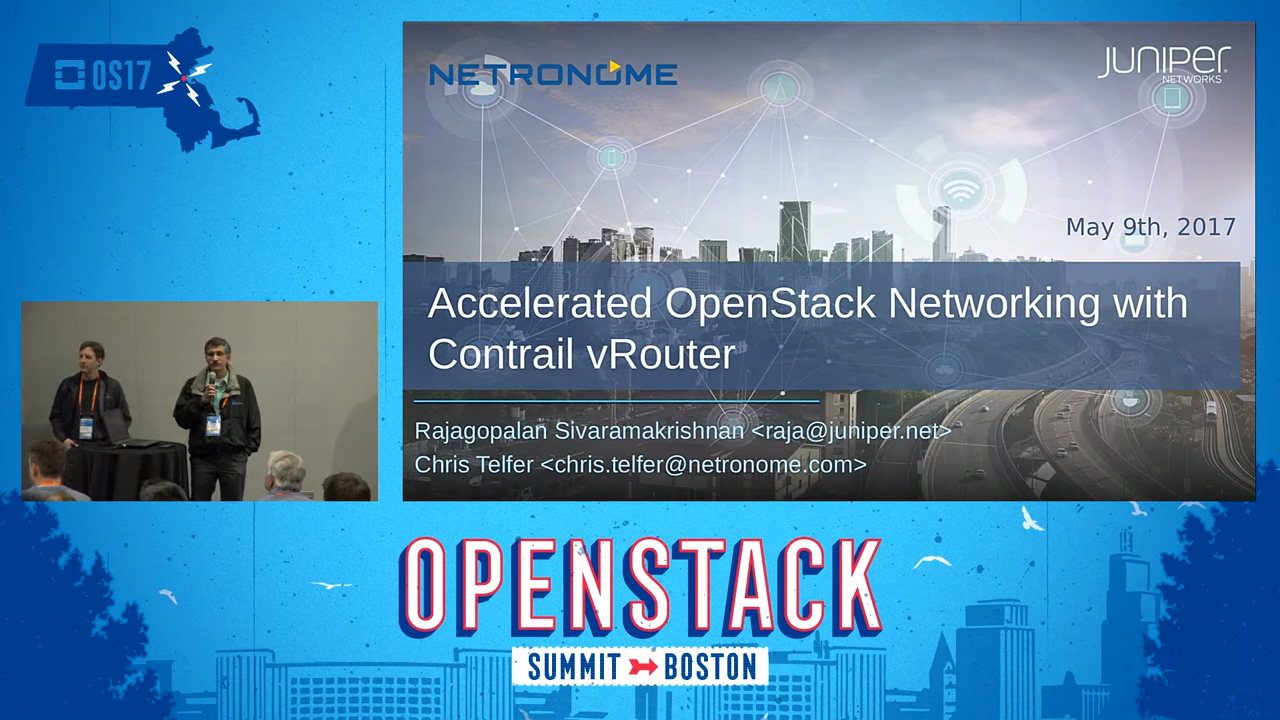 OS17
NETRONOME
JUNIPER
NETWORKS
May 9th, 2017
Accelerated OpenStack Networking with
Contrail vRouter
Rajagopalan Sivaramakrishnan <raja@juniper.net>
Chris Telfer <chris.telfer@netronome.com>
OPENSTACK
SUMMIT BOSTON